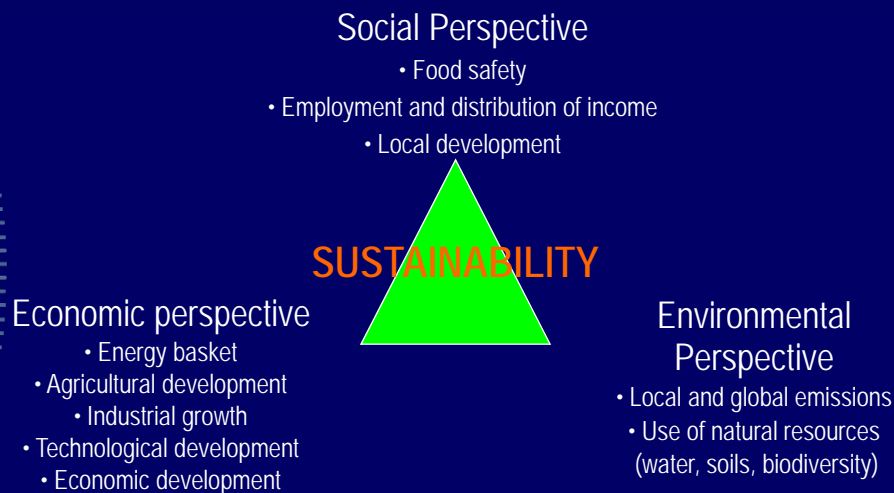 Social Perspective
• Food safety
• Employment and distribution of income
• Local development
SUSTAINABILITY
Economic perspective
• Energy basket
• Agricultural development
• Industrial growth
• Technological development
• Economic development
Environmental
Perspective
• Local and global emissions
• Use of natural resources
(water, soils, biodiversity)